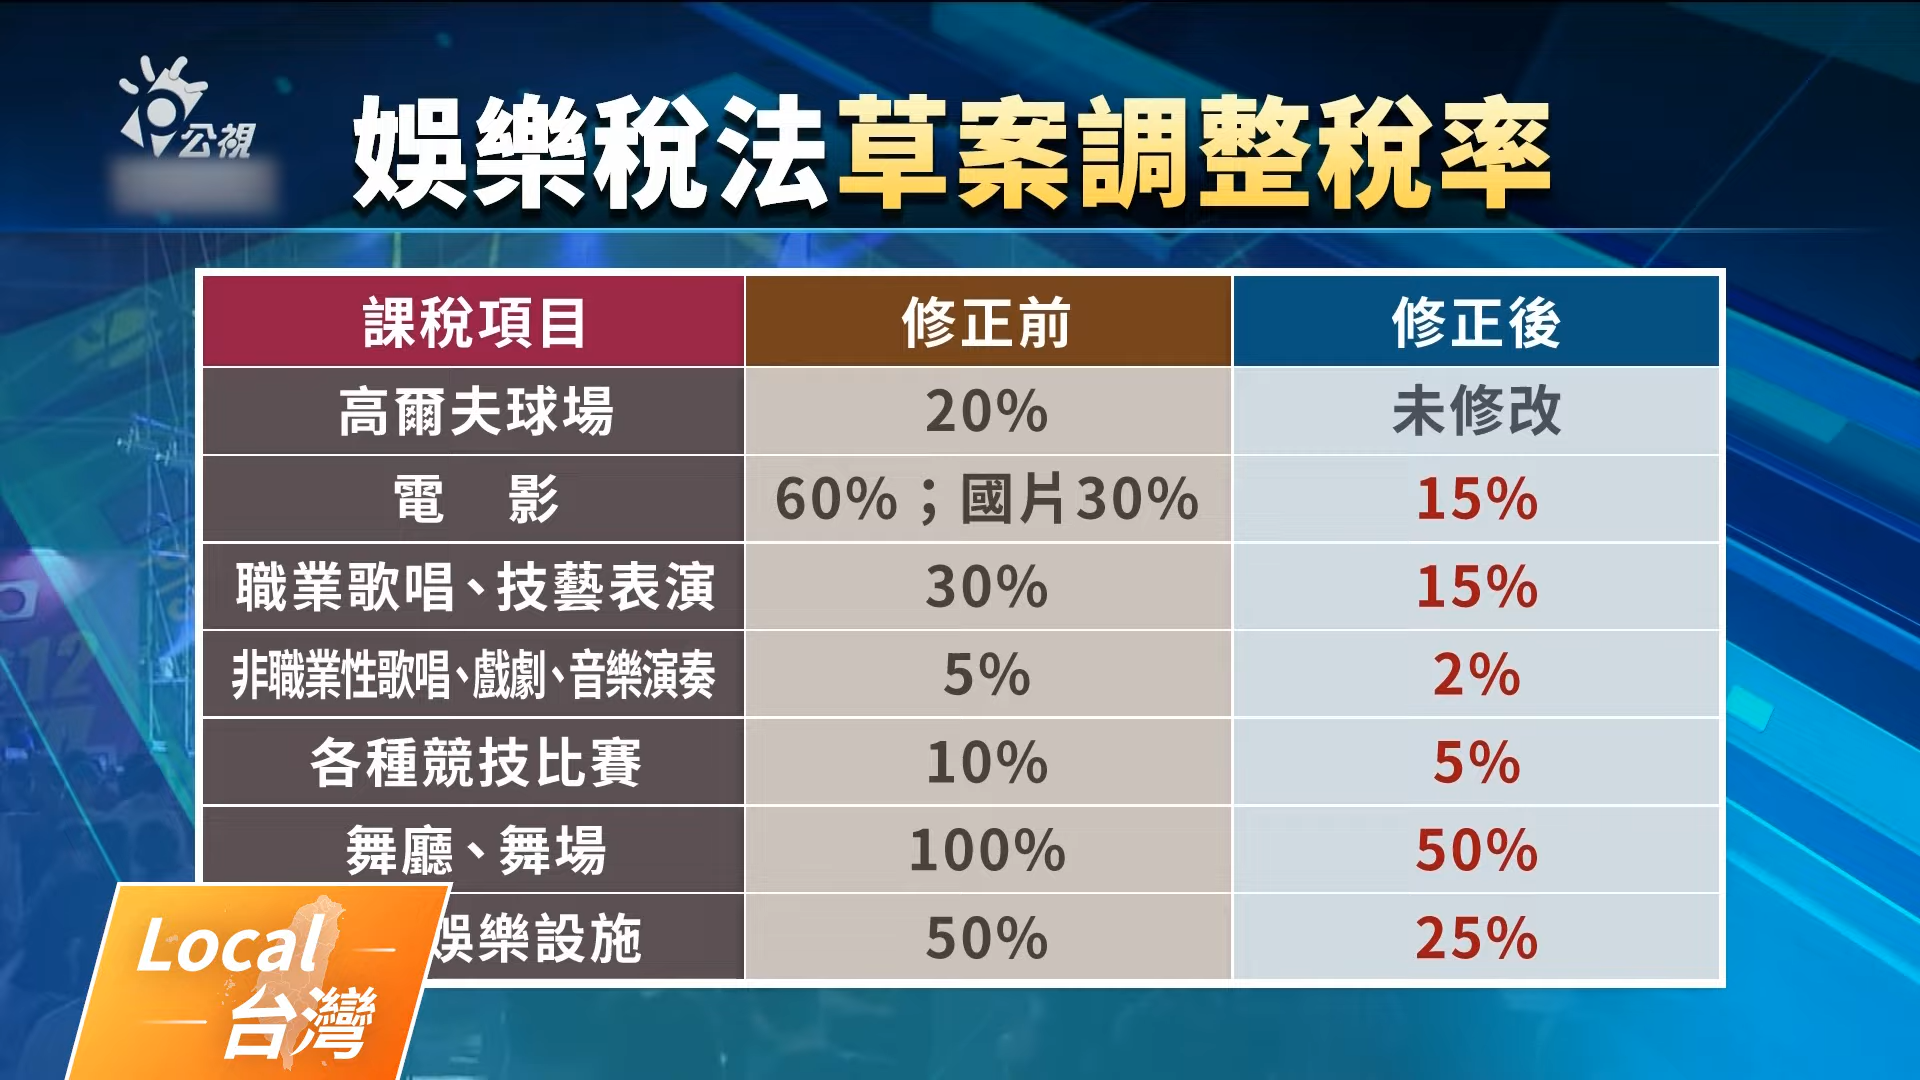 公視
娛樂稅法草案調整稅率
課稅項目 修正前 修正後
高爾夫球場 20% 未修改
電影 60%；國片30% 15%
職業歌唱、技藝表演 30% 15%
非職業性歌唱、戲劇、音樂演奏 5% 2%
各種競技比賽 10% 5%
舞廳、舞場 100% 50%
娛樂設施 50% 25%
Local
台灣
12